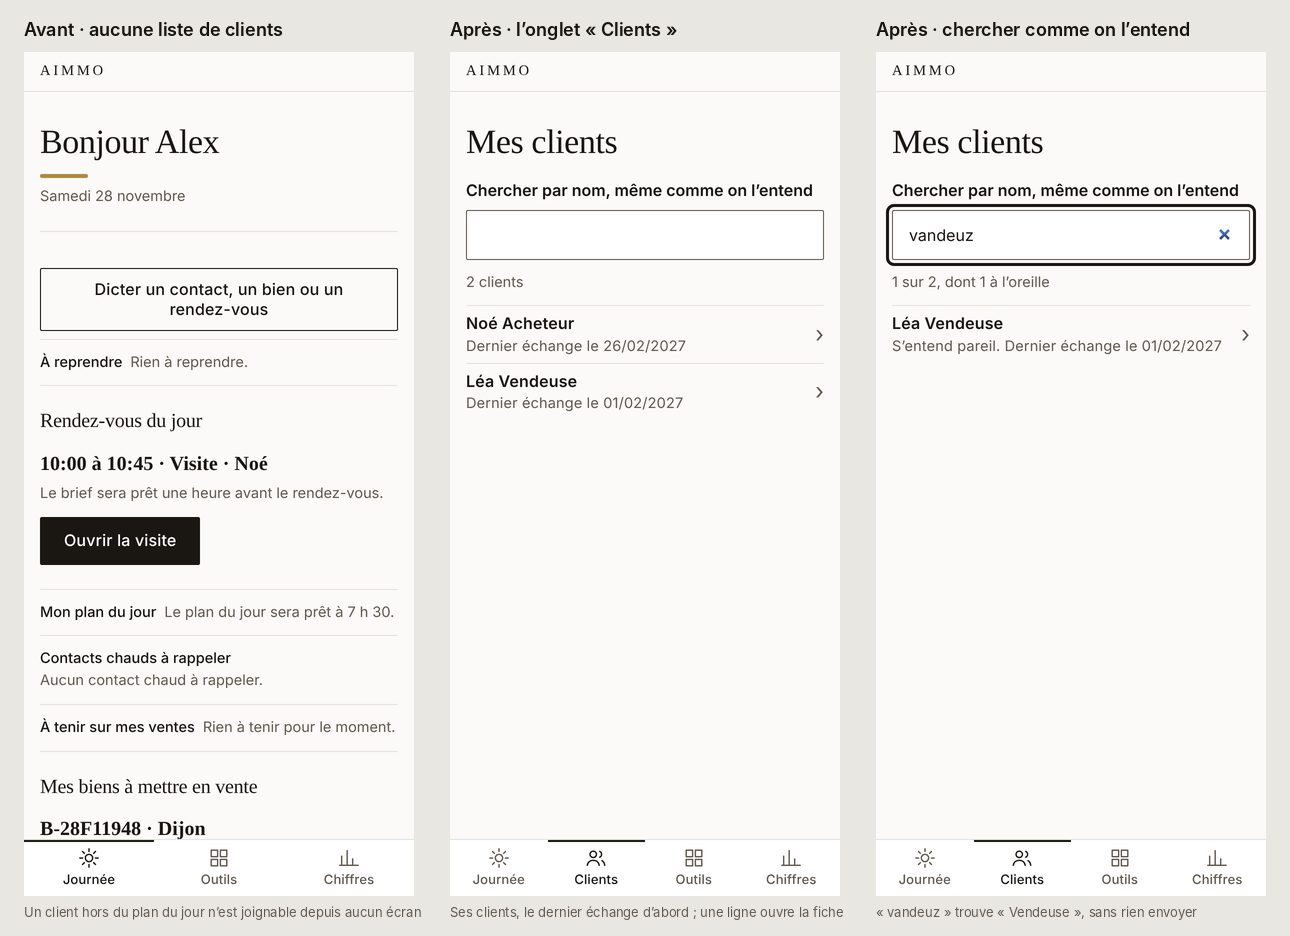 Avant · aucune liste de clients
AIMMO
Bonjour Alex
Samedi 28 novembre
Dicter un contact, un bien ou un
rendez-vous
À reprendre Rien à reprendre.
Rendez-vous du jour
10:00 à 10:45 · Visite · Noé
Le brief sera prêt une heure avant le rendez-vous.
Ouvrir la visite
Mon plan du jour Le plan du jour sera prêt à 7 h 30.
Contacts chauds à rappeler
Aucun contact chaud à rappeler.
À tenir sur mes ventes Rien à tenir pour le moment.
Mes biens à mettre en vente
B-28F11948 · Dijon
Journée Outils Chiffres
Un client hors du plan du jour n’est joignable depuis aucun écran
Après · l’onglet « Clients »
AIMMO
Mes clients
Chercher par nom, même comme on l’entend
2 clients
Noé Acheteur
Dernier échange le 26/02/2027
Léa Vendeuse
Dernier échange le 01/02/2027
Journée Clients Outils Chiffres
Ses clients, le dernier échange d’abord ; une ligne ouvre la fiche
Après · chercher comme on l’entend
AIMMO
Mes clients
Chercher par nom, même comme on l’entend
vandeuz
1 sur 2, dont 1 à l’oreille
Léa Vendeuse
S’entend pareil. Dernier échange le 01/02/2027
Journée Clients Outils Chiffres
« vandeuz » trouve « Vendeuse », sans rien envoyer